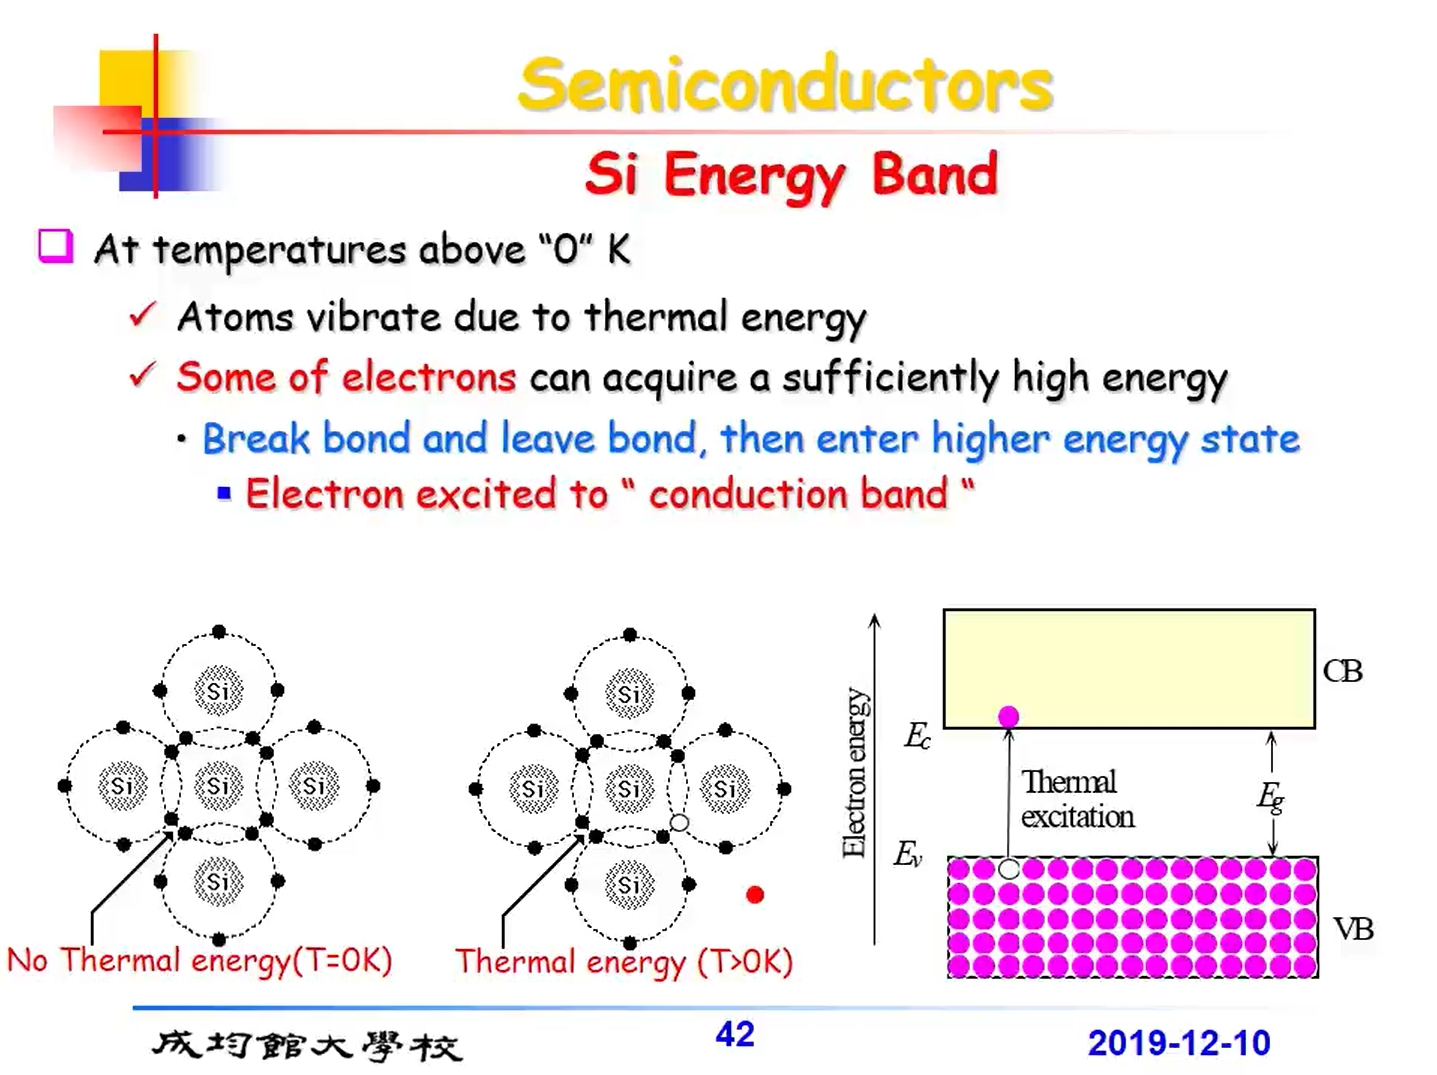 Semiconductors
Si Energy Band
At temperatures above “0” K
Atoms vibrate due to thermal energy
Some of electrons can acquire a sufficiently high energy
Break bond and leave bond, then enter higher energy state
Electron excited to “ conduction band “
Si
Si
Si
Si
Si
No Thermal energy(T=0K)
Si
Si
Si
Si
Si
Thermal energy (T>0K)
Electron energy
CB
Ec
Thermal
excitation
Eg
Ev
VB
成均館大學校
42
2019-12-10